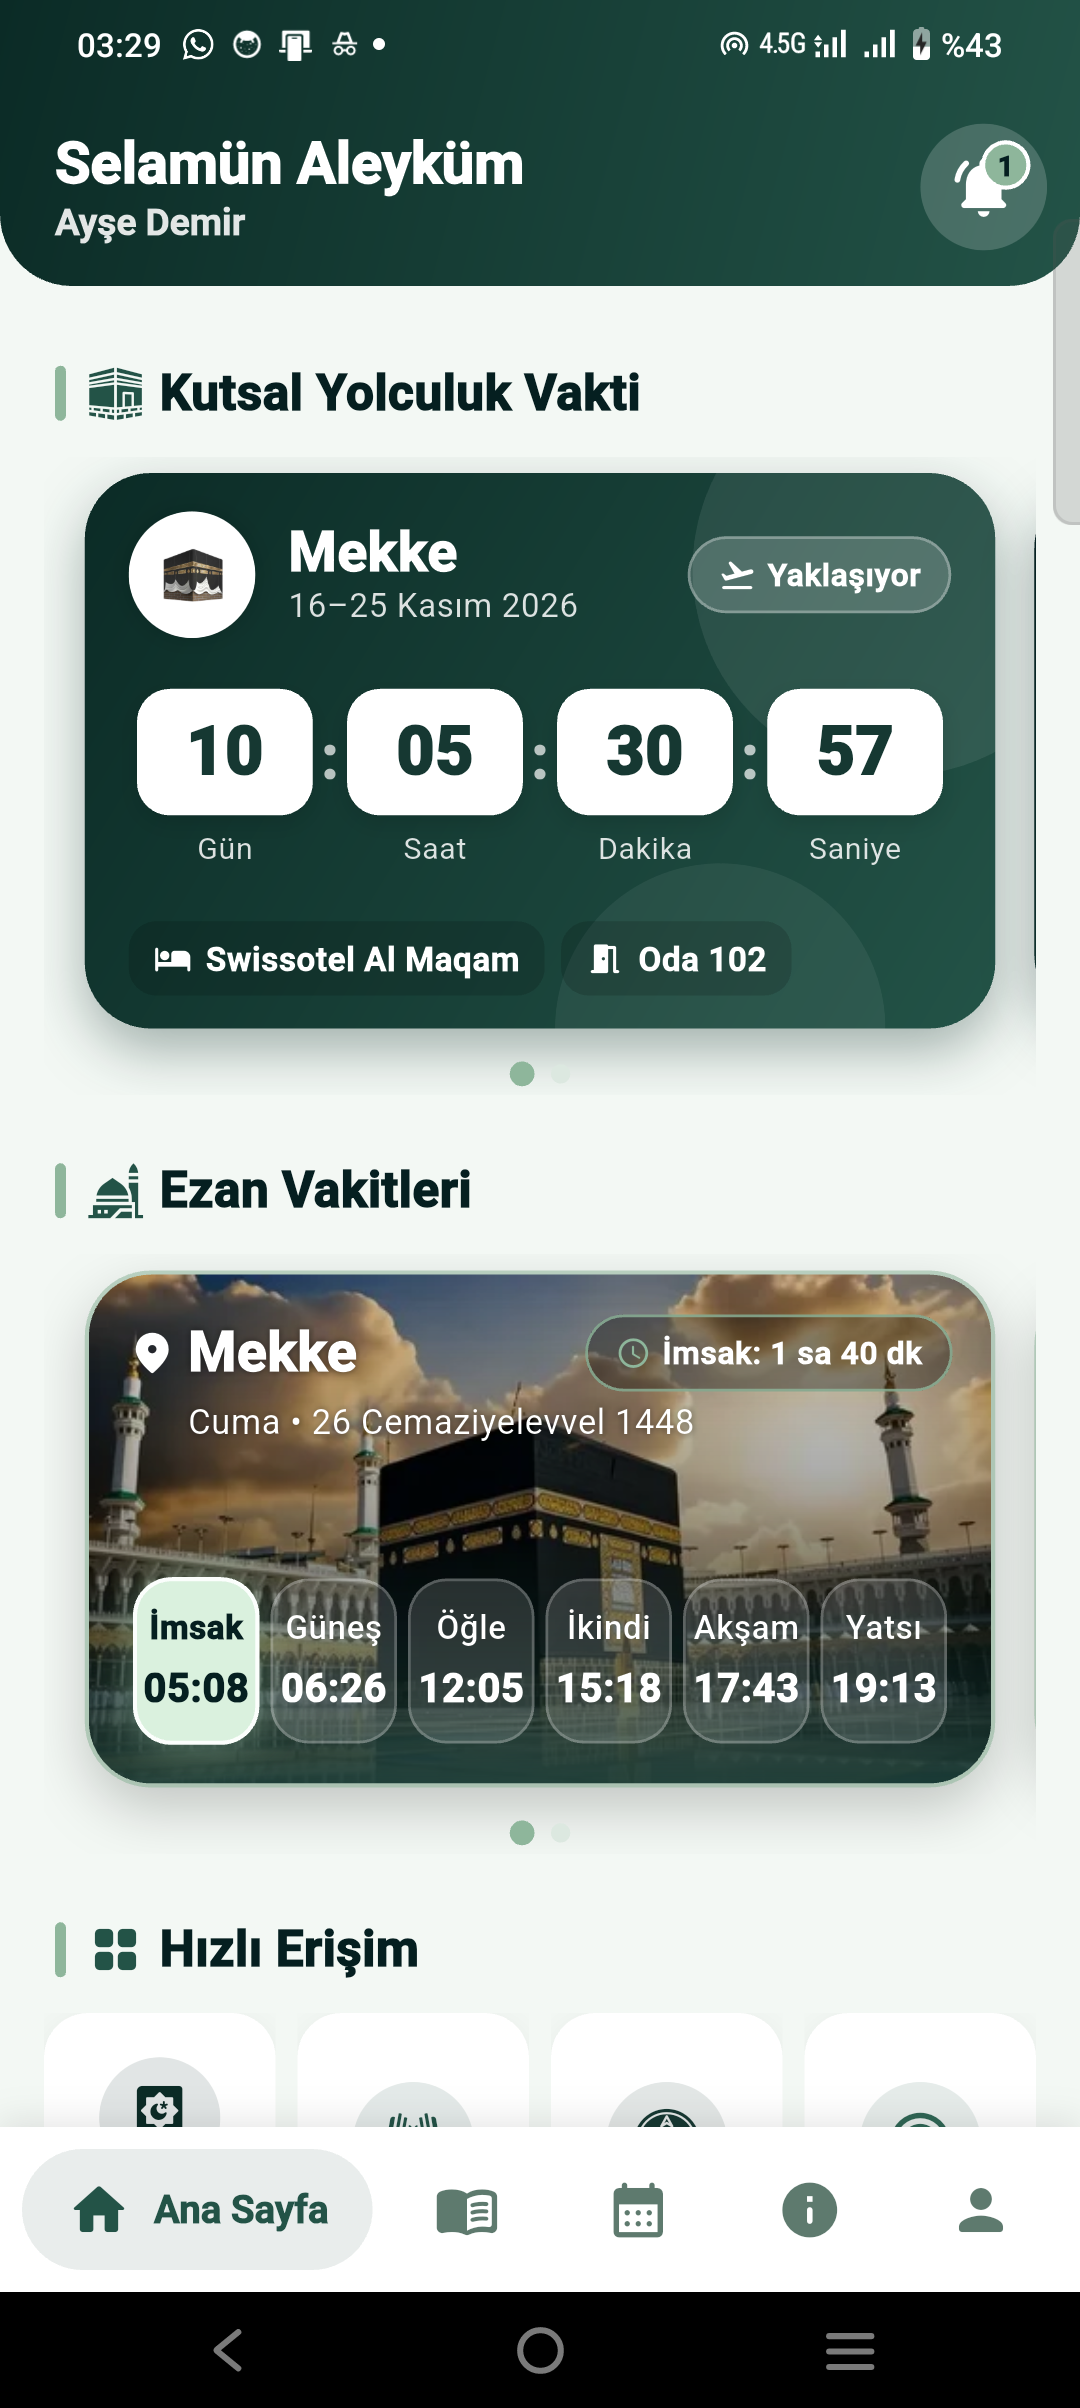 03:29
4.5G
%43
Selamün Aleyküm
Ayşe Demir
1
Kutsal Yolculuk Vakti
Mekke
16–25 Kasım 2026
Yaklaşıyor
10 : 05 : 30 : 57
Gün Saat Dakika Saniye
Swissotel Al Maqam
Oda 102
Ezan Vakitleri
Mekke
İmsak: 1 sa 40 dk
Cuma • 26 Cemaziyelevvel 1448
İmsak Güneş Öğle İkindi Akşam Yatsı
05:08 06:26 12:05 15:18 17:43 19:13
Hızlı Erişim
Ana Sayfa